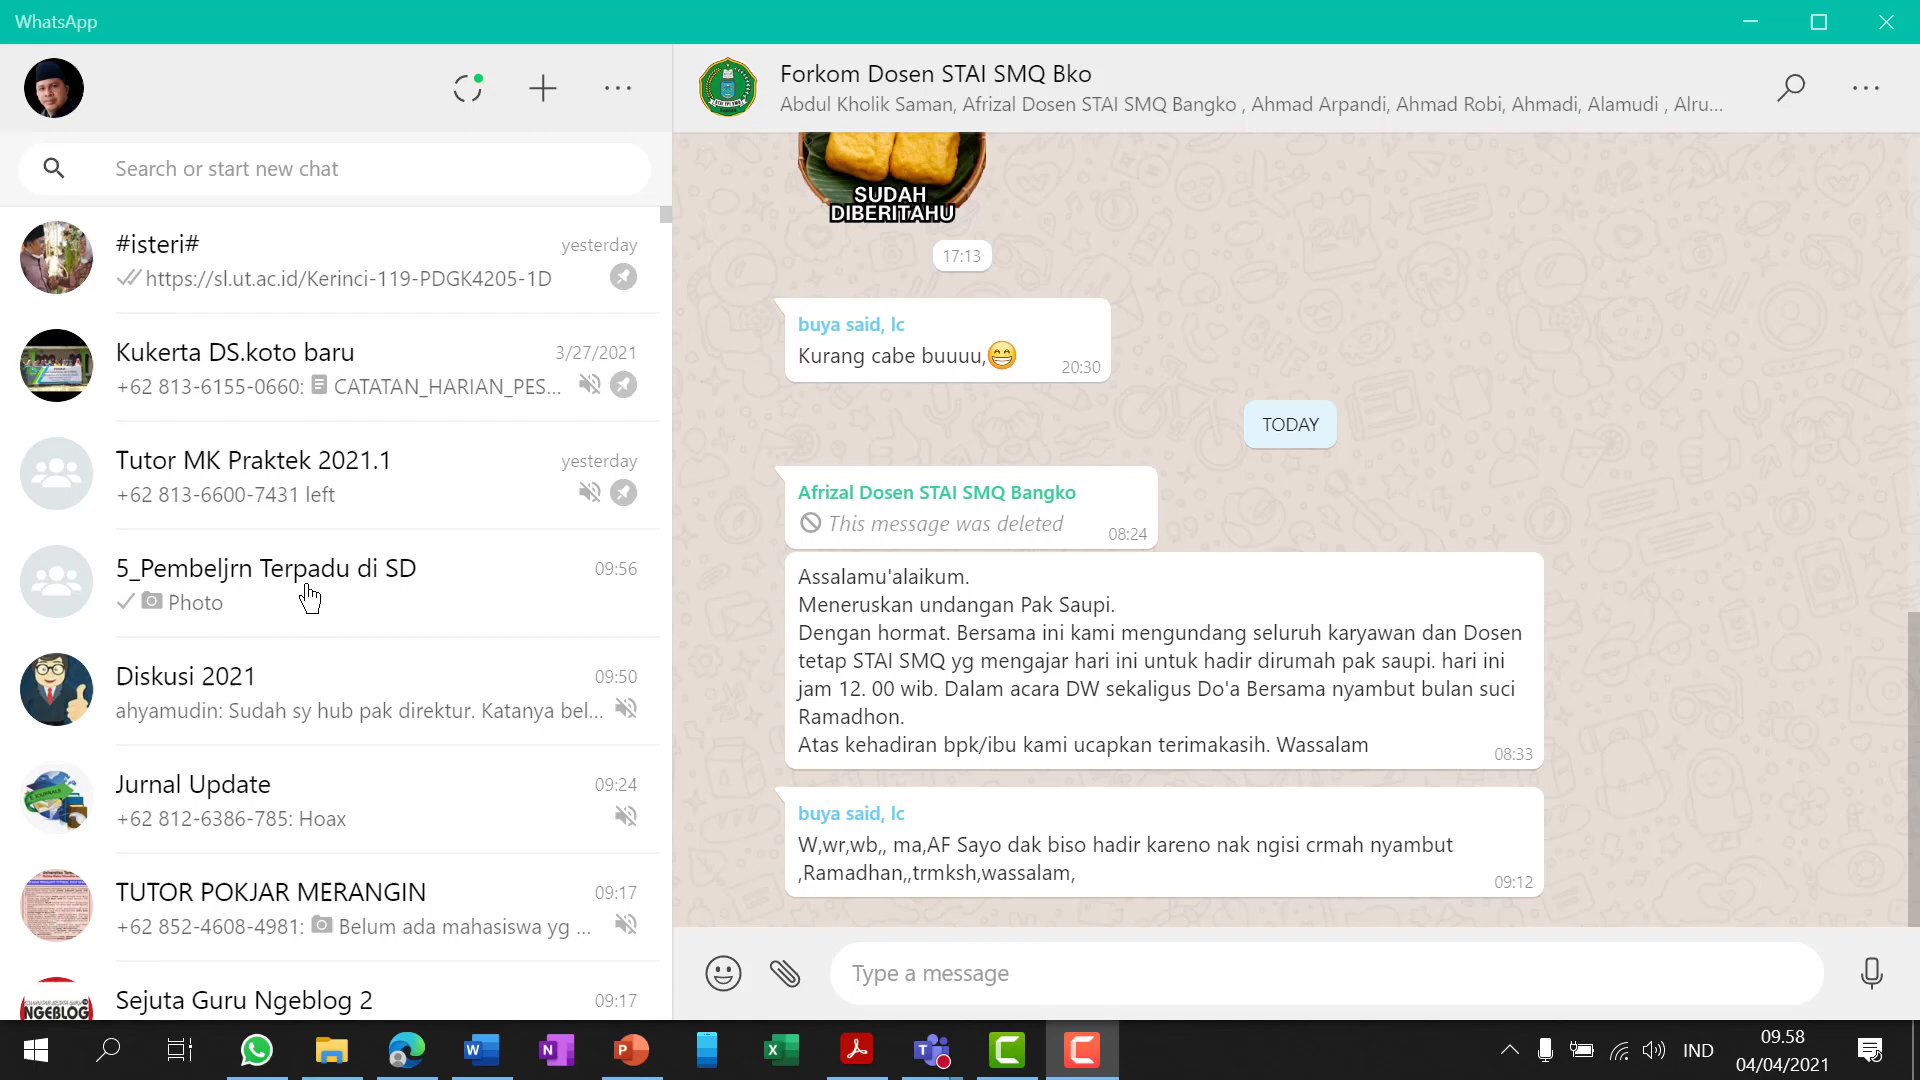 WhatsApp
Search or start new chat
#isteri#
yesterday
https://sl.ut.ac.id/Kerinci-119-PDGK4205-1D
Kukerta DS.koto baru
3/27/2021
+62 813-6155-0660: CATATAN_HARIAN_PES...
Tutor MK Praktek 2021.1
yesterday
+62 813-6600-7431 left
5_Pembeljrn Terpadu di SD
09:56
Photo
Diskusi 2021
09:50
ahyamudin: Sudah sy hub pak direktur. Katanya bel...
Jurnal Update
09:24
+62 812-6386-785: Hoax
TUTOR POKJAR MERANGIN
09:17
+62 852-4608-4981: Belum ada mahasiswa yg ...
NGEBLOG
Sejuta Guru Ngeblog 2
09:17
Forkom Dosen STAI SMQ Bko
Abdul Kholik Saman, Afrizal Dosen STAI SMQ Bangko , Ahmad Arpandi, Ahmad Robi, Ahmadi, Alamudi , Alru...
SUDAH
DIBERITAHU
17:13
buya said, lc
Kurang cabe buuuu,😁
20:30
TODAY
Afrizal Dosen STAI SMQ Bangko
This message was deleted
08:24
Assalamu'alaikum.
Meneruskan undangan Pak Saupi.
Dengan hormat. Bersama ini kami mengundang seluruh karyawan dan Dosen
tetap STAI SMQ yg mengajar hari ini untuk hadir dirumah pak saupi. hari ini
jam 12. 00 wib. Dalam acara DW sekaligus Do'a Bersama nyambut bulan suci
Ramadhon.
Atas kehadiran bpk/ibu kami ucapkan terimakasih. Wassalam
08:33
buya said, lc
W,wr,wb,, ma,AF Sayo dak biso hadir kareno nak ngisi crmah nyambut
,Ramadhan,,trmksh,wassalam,
09:12
Type a message
IND
09.58
04/04/2021